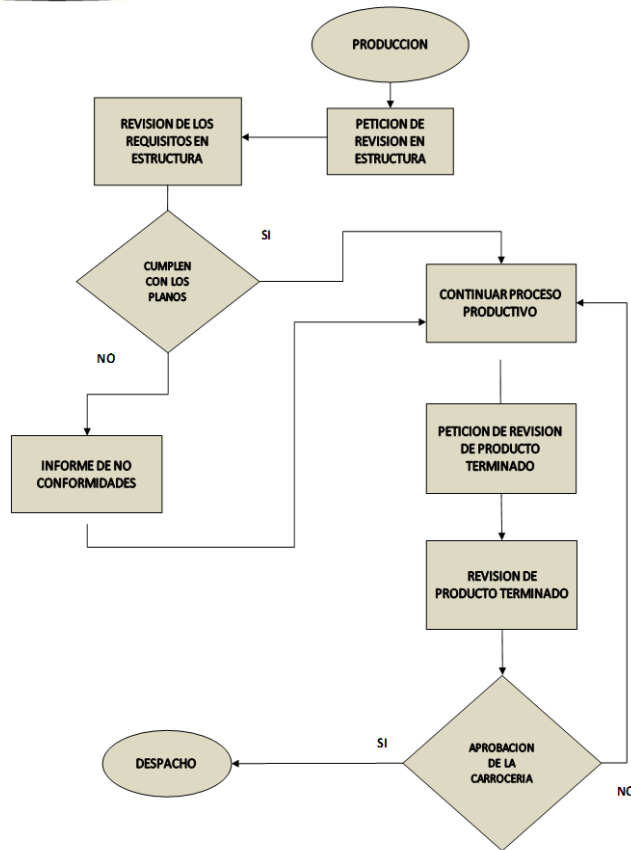 PRODUCCION
PETICION DE
REVISION EN
ESTRUCTURA
REVISION DE LOS
REQUISITOS EN
ESTRUCTURA
CUMPLEN
CON LOS
PLANOS
SI
NO
CONTINUAR PROCESO
PRODUCTIVO
INFORME DE NO
CONFORMIDADES
PETICION DE REVISION
DE PRODUCTO
TERMINADO
REVISION DE
PRODUCTO TERMINADO
APROBACION
DE LA
CARROCERIA
SI
NO
DESPACHO